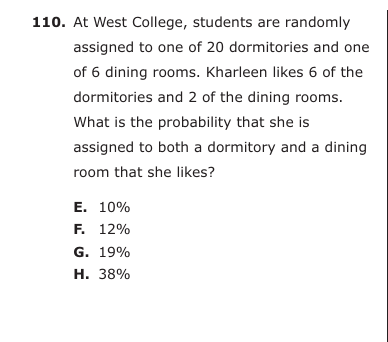 110. At West College, students are randomly
assigned to one of 20 dormitories and one
of 6 dining rooms. Kharleen likes 6 of the
dormitories and 2 of the dining rooms.
What is the probability that she is
assigned to both a dormitory and a dining
room that she likes?
E. 10%
F. 12%
G. 19%
H. 38%